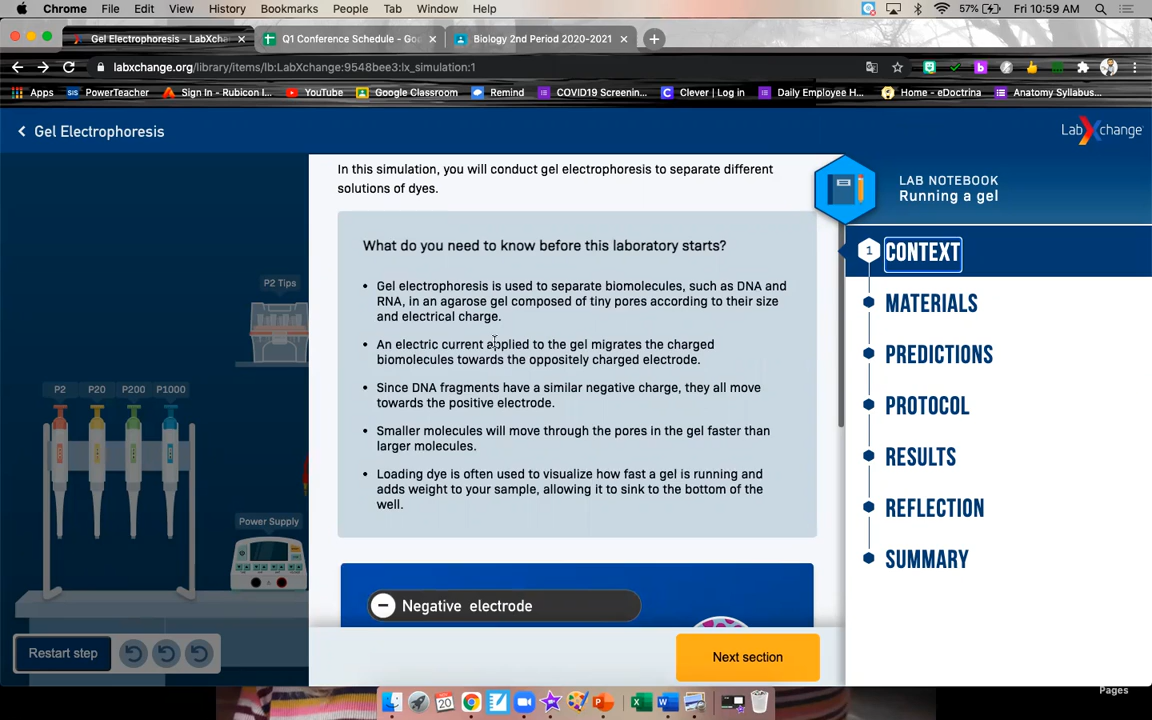 Chrome File Edit View History Bookmarks People Tab Window Help 57% Fri 10:59 AM
Gel Electrophoresis - LabXcha × Q1 Conference Schedule - Goo × Biology 2nd Period 2020-2021 ×
labxchange.org/library/items/lb:LabXchange:9548bee3:lx_simulation:1
Apps PowerTeacher Sign In - Rubicon I... YouTube Google Classroom Remind COVID19 Screenin... Clever | Log in Daily Employee H... Home - eDoctrina Anatomy Syllabus...
Gel Electrophoresis
LabXchange
In this simulation, you will conduct gel electrophoresis to separate different
solutions of dyes.
What do you need to know before this laboratory starts?
• Gel electrophoresis is used to separate biomolecules, such as DNA and
RNA, in an agarose gel composed of tiny pores according to their size
and electrical charge.
• An electric current applied to the gel migrates the charged
biomolecules towards the oppositely charged electrode.
• Since DNA fragments have a similar negative charge, they all move
towards the positive electrode.
• Smaller molecules will move through the pores in the gel faster than
larger molecules.
• Loading dye is often used to visualize how fast a gel is running and
adds weight to your sample, allowing it to sink to the bottom of the
well.
Negative electrode
Next section
P2 Tips
P2 P20 P200 P1000
Power Supply
Restart step
LAB NOTEBOOK
Running a gel
1 CONTEXT
MATERIALS
PREDICTIONS
PROTOCOL
RESULTS
REFLECTION
SUMMARY
20
Pages